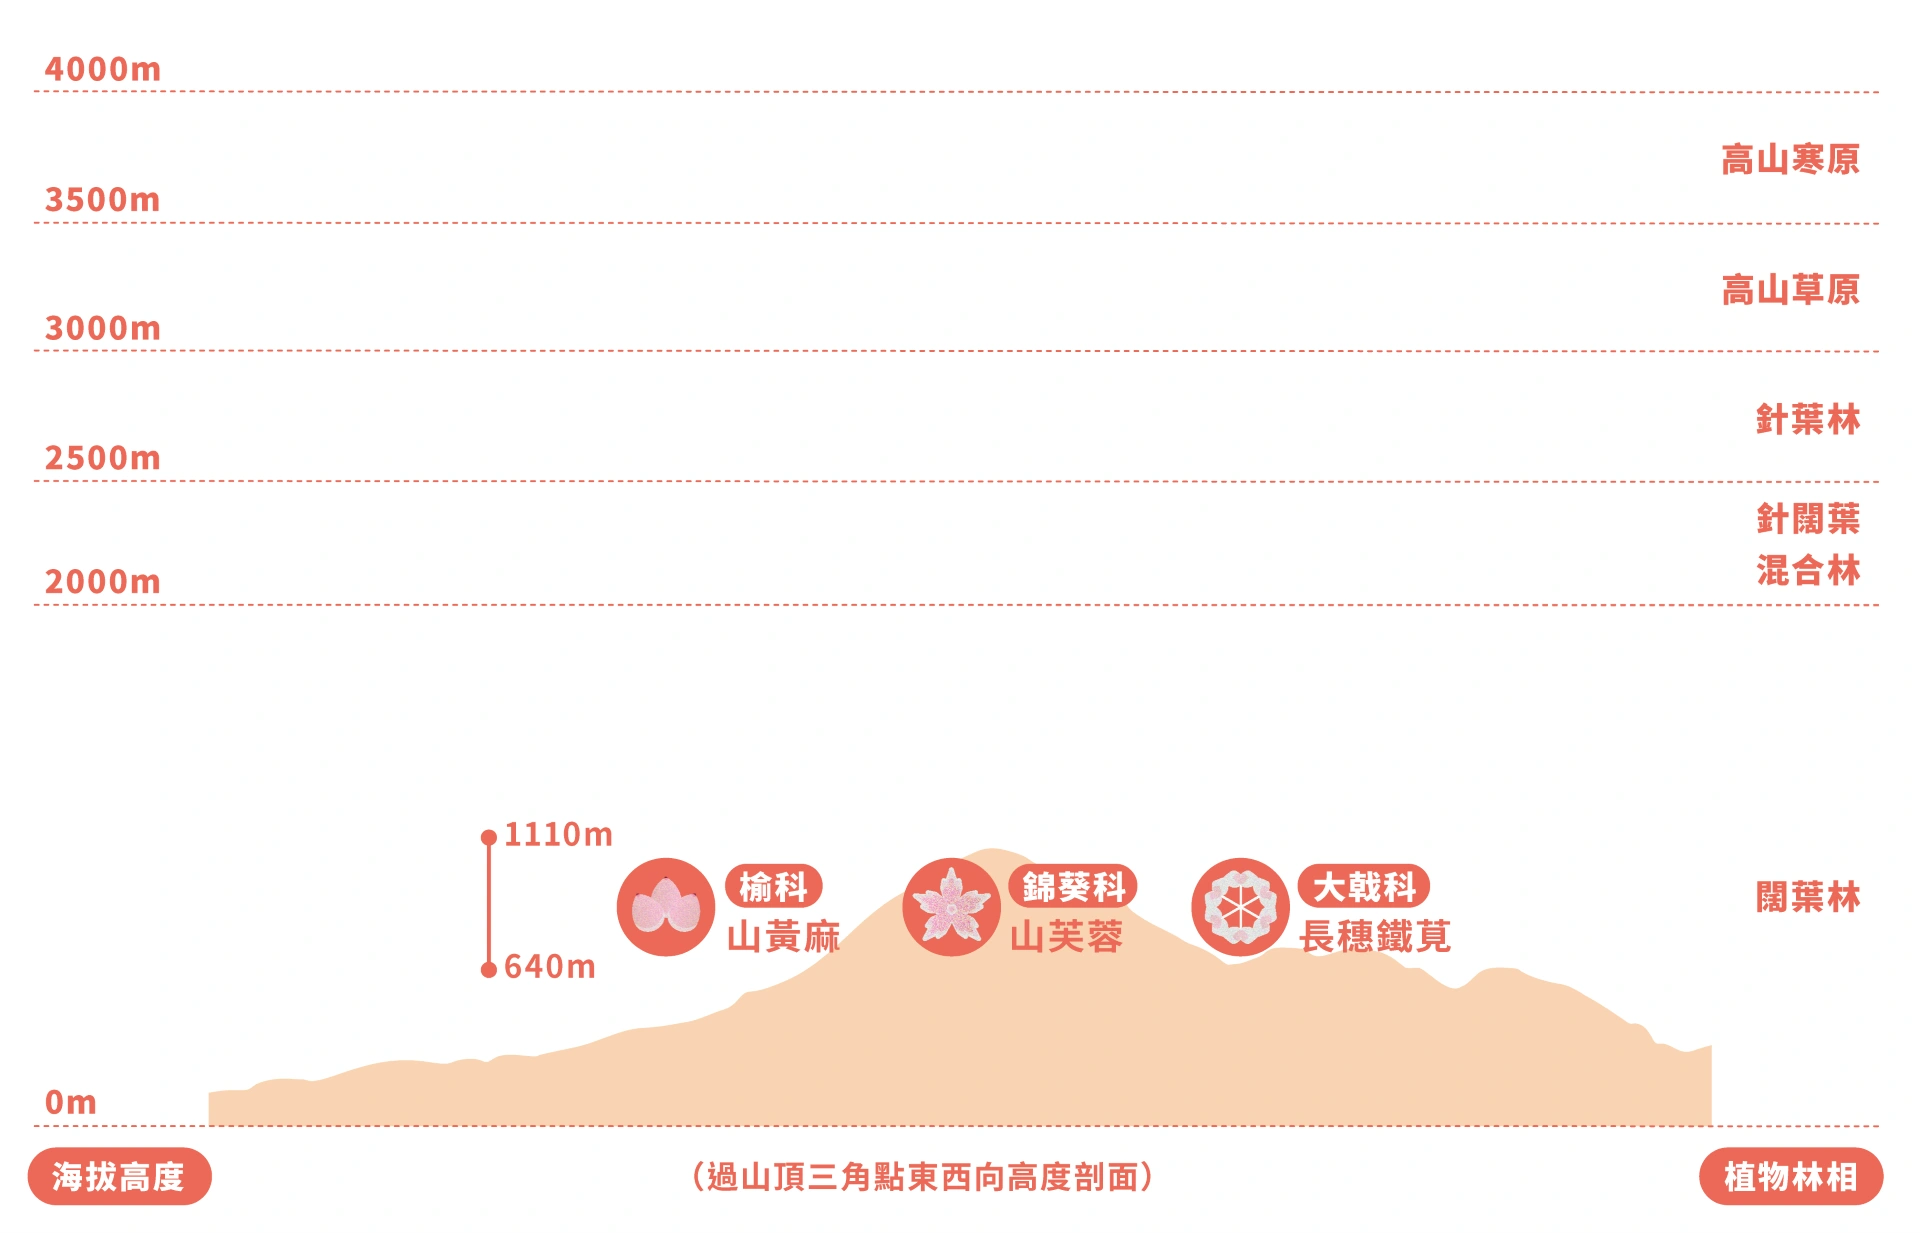 4000m
高山寒原
3500m
高山草原
3000m
針葉林
2500m
針闊葉
混合林
2000m
1110m
榆科
山黃麻
錦葵科
山芙蓉
大戟科
長穗鐵莧
闊葉林
640m
0m
海拔高度
（過山頂三角點東西向高度剖面）
植物林相